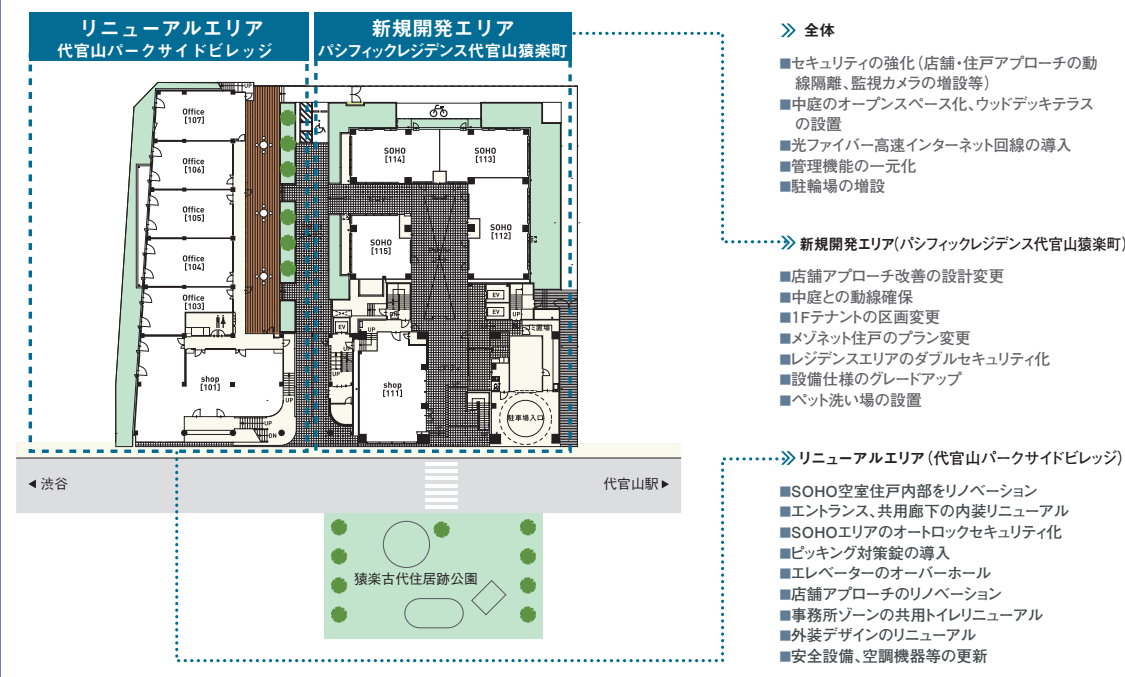 リニューアルエリア
代官山パークサイドビレッジ
新規開発エリア
パシフィックレジデンス代官山猿楽町
UP
Office
[107]
Office
[106]
Office
[105]
Office
[104]
Office
[103]
shop
[101]
UP
UP
DN
SOHO
[114]
SOHO
[113]
SOHO
[112]
SOHO
[115]
EV
EV
EV
UP
UP
UP
UP
UP
DN
ゴミ置場
shop
[111]
駐車場入口
◀渋谷
代官山駅▶
猿楽古代住居跡公園
≫ 全体
■セキュリティの強化(店舗・住戸アプローチの動
線隔離、監視カメラの増設等)
■中庭のオープンスペース化、ウッドデッキテラス
の設置
■光ファイバー高速インターネット回線の導入
■管理機能の一元化
■駐輪場の増設
≫ 新規開発エリア(パシフィックレジデンス代官山猿楽町)
■店舗アプローチ改善の設計変更
■中庭との動線確保
■1Fテナントの区画変更
■メゾネット住戸のプラン変更
■レジデンスエリアのダブルセキュリティ化
■設備仕様のグレードアップ
■ペット洗い場の設置
≫ リニューアルエリア(代官山パークサイドビレッジ)
■SOHO空室住戸内部をリノベーション
■エントランス、共用廊下の内装リニューアル
■SOHOエリアのオートロックセキュリティ化
■ピッキング対策錠の導入
■エレベーターのオーバーホール
■店舗アプローチのリノベーション
■事務所ゾーンの共用トイレリニューアル
■外装デザインのリニューアル
■安全設備、空調機器等の更新